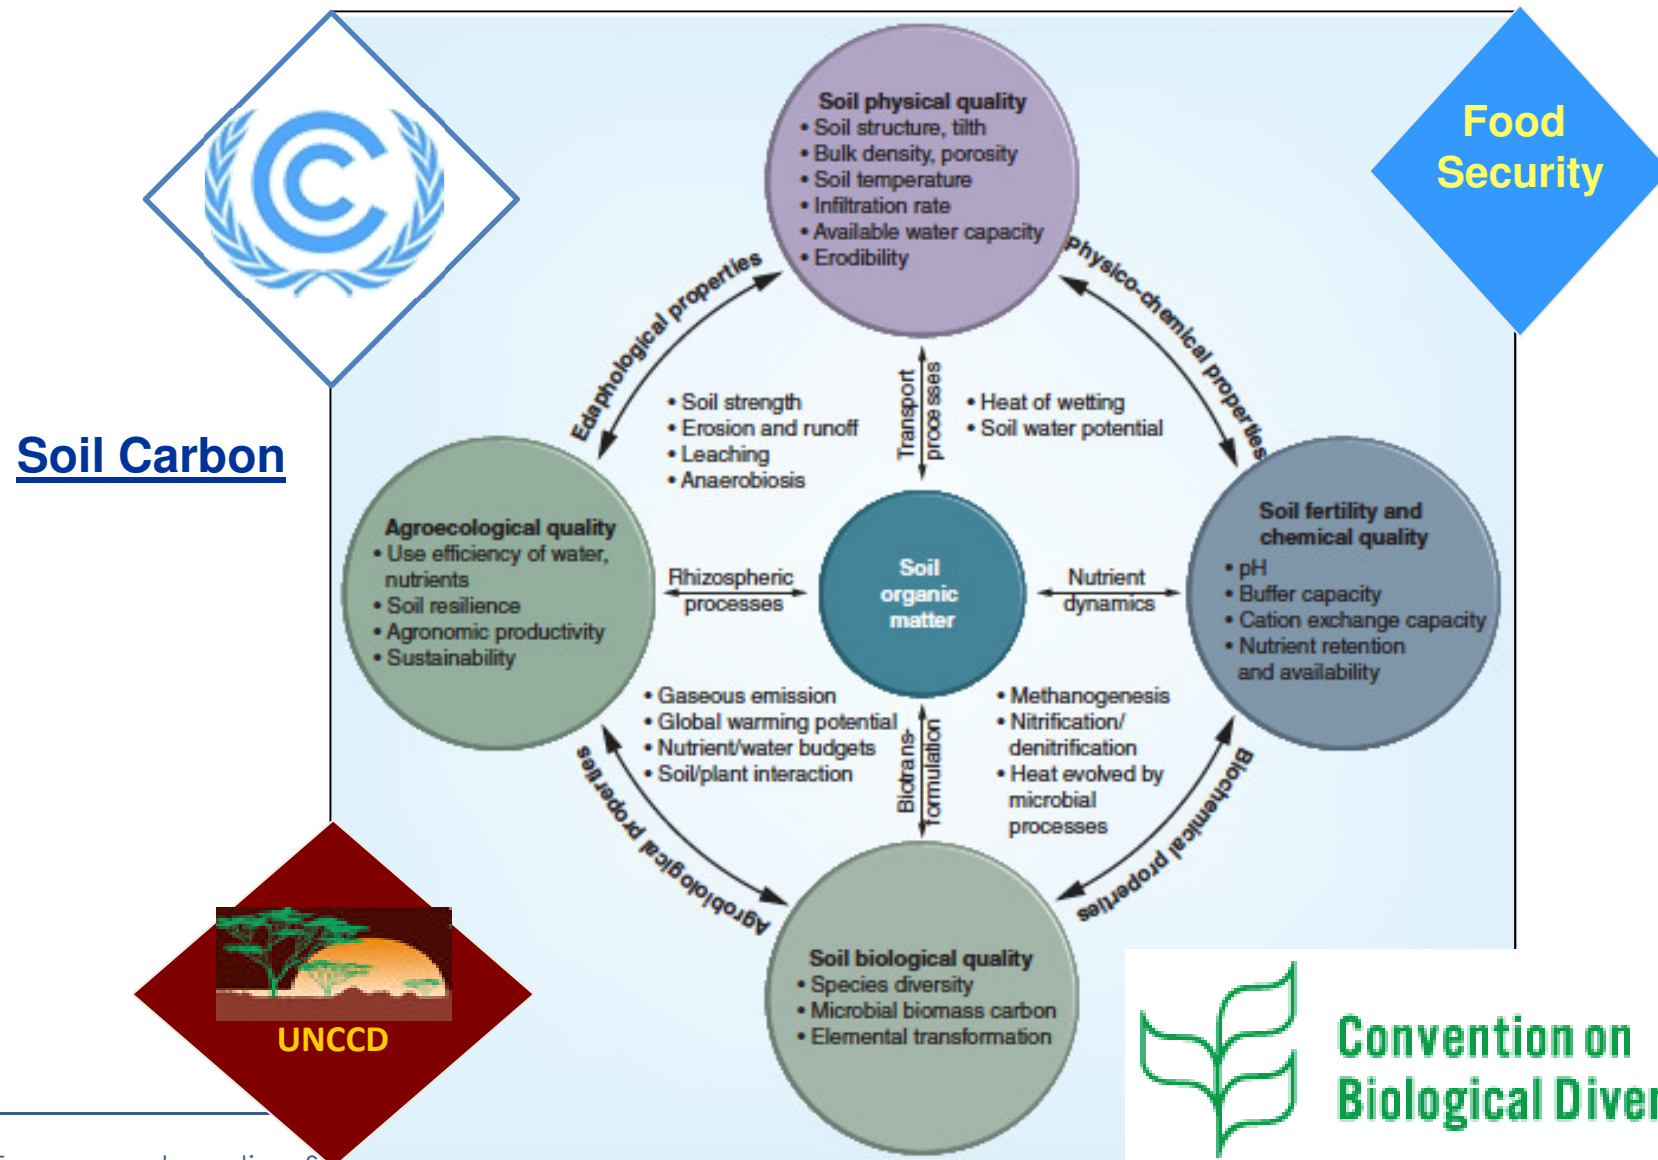 Soil physical quality
• Soil structure, tilth
• Bulk density, porosity
• Soil temperature
• Infiltration rate
• Available water capacity
• Erodibility
Food
Security
Edaphological properties
Physico-chemical properties
• Soil strength
• Erosion and runoff
• Leaching
• Anaerobiosis
Transport
processes
• Heat of wetting
• Soil water potential
Soil Carbon
Agroecological quality
• Use efficiency of water,
nutrients
• Soil resilience
• Agronomic productivity
• Sustainability
Rhizospheric
processes
Soil
organic
matter
Nutrient
dynamics
Soil fertility and
chemical quality
• pH
• Buffer capacity
• Cation exchange capacity
• Nutrient retention
and availability
• Gaseous emission
• Global warming potential
• Nutrient/water budgets
• Soil/plant interaction
Biotrans-
formulation
• Methanogenesis
• Nitrification/
denitrification
• Heat evolved by
microbial
processes
Agrobiological properties
Biochemical properties
Soil biological quality
• Species diversity
• Microbial biomass carbon
• Elemental transformation
UNCCD
Convention on
Biological Diver